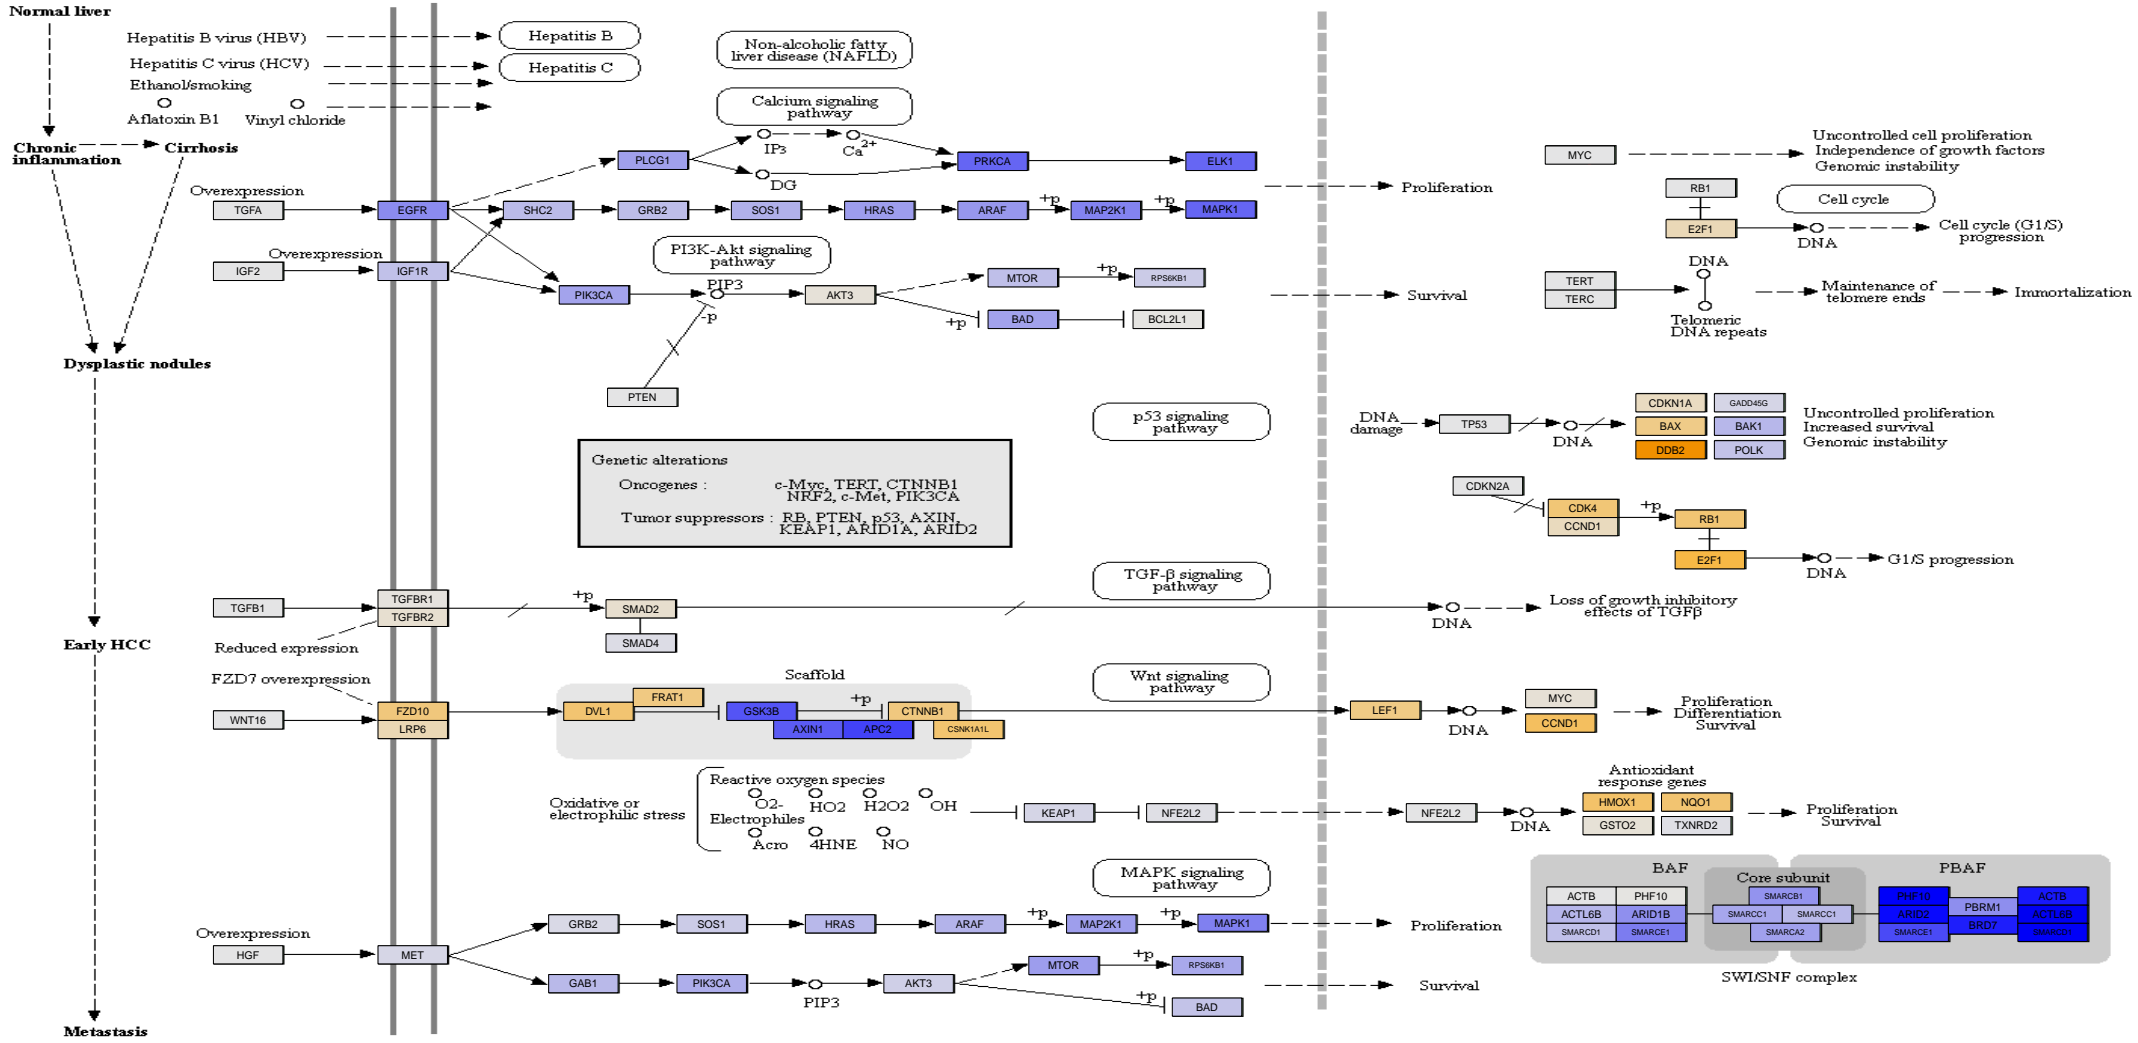 Normal liver
Hepatitis B virus (HBV)
Hepatitis B
Hepatitis C virus (HCV)
Hepatitis C
Ethanol/smoking
Aflatoxin B1
Vinyl chloride
Non-alcoholic fatty
liver disease (NAFLD)
Calcium signaling
pathway
Chronic
inflammation
Cirrhosis
IP3
Ca2+
DG
PLCG1
PRKCA
ELK1
Overexpression
TGFA
EGFR
SHC2
GRB2
SOS1
HRAS
ARAF
+p
MAP2K1
+p
MAPK1
Proliferation
Overexpression
IGF2
IGF1R
PI3K-Akt signaling
pathway
PIK3CA
PIP3
-p
AKT3
MTOR
+p
RPS6KB1
+p
BAD
BCL2L1
Survival
PTEN
MYC
Uncontrolled cell proliferation
Independence of growth factors
Genomic instability
RB1
Cell cycle
E2F1
DNA
Cell cycle (G1/S)
progression
DNA
TERT
TERC
Telomeric
DNA repeats
Maintenance of
telomere ends
Immortalization
Dysplastic nodules
p53 signaling
pathway
DNA
damage
TP53
DNA
CDKN1A
GADD45G
BAX
BAK1
DDB2
POLK
Uncontrolled proliferation
Increased survival
Genomic instability
Genetic alterations
Oncogenes :
c-Myc, TERT, CTNNB1
NRF2, c-Met, PIK3CA
Tumor suppressors :
RB, PTEN, p53, AXIN,
KEAP1, ARID1A, ARID2
CDKN2A
CDK4
CCND1
+p
RB1
E2F1
DNA
G1/S progression
TGF-β signaling
pathway
TGFB1
TGFBR1
TGFBR2
+p
SMAD2
SMAD4
DNA
Loss of growth inhibitory
effects of TGFβ
Reduced expression
Early HCC
FZD7 overexpression
WNT16
FZD10
LRP6
Scaffold
FRAT1
DVL1
GSK3B
+p
CTNNB1
AXIN1
APC2
CSNK1A1L
Wnt signaling
pathway
LEF1
DNA
MYC
CCND1
Proliferation
Differentiation
Survival
Oxidative or
electrophilic stress
Reactive oxygen species
O2-
HO2
H2O2
OH
Electrophiles
Acro
4HNE
NO
KEAP1
NFE2L2
NFE2L2
DNA
Antioxidant
response genes
HMOX1
NQO1
GSTO2
TXNRD2
Proliferation
Survival
MAPK signaling
pathway
Overexpression
HGF
MET
GRB2
SOS1
HRAS
ARAF
+p
MAP2K1
+p
MAPK1
Proliferation
GAB1
PIK3CA
PIP3
AKT3
MTOR
+p
RPS6KB1
+p
BAD
Survival
BAF
Core subunit
PBAF
ACTB
PHF10
ACTL6B
ARID1B
SMARCD1
SMARCE1
SMARCB1
SMARCC1
SMARCC1
SMARCA2
PHF10
ARID2
SMARCE1
PBRM1
BRD7
ACTB
ACTL6B
SMARCD1
SWI/SNF complex
Metastasis